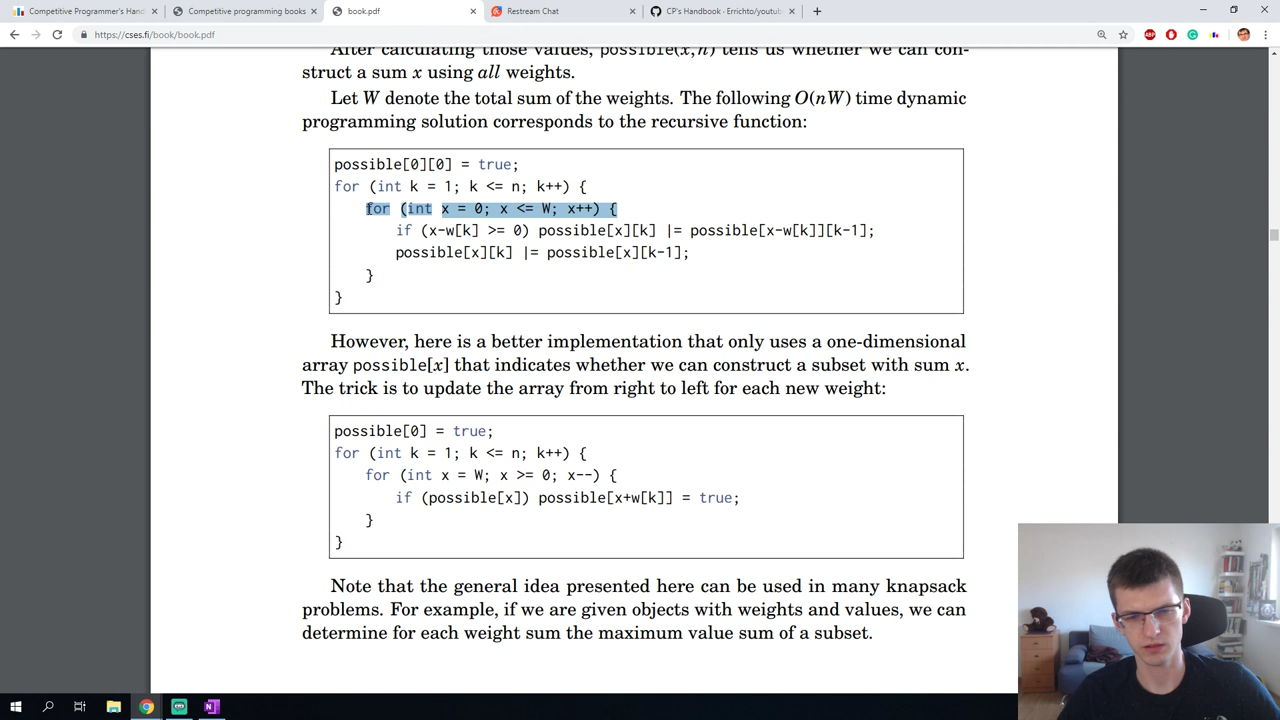 Competitive Programmer's Hand
Competitive programming books
book.pdf
Restream Chat
CP's Handbook - Errichto/youtub
https://cses.fi/book/book.pdf
After calculating those values, possible(x,n) tells us whether we can con-
struct a sum x using all weights.
Let W denote the total sum of the weights. The following O(nW) time dynamic
programming solution corresponds to the recursive function:
possible[0][0] = true;
for (int k = 1; k <= n; k++) {
for (int x = 0; x <= W; x++) {
if (x-w[k] >= 0) possible[x][k] |= possible[x-w[k]][k-1];
possible[x][k] |= possible[x][k-1];
}
}
However, here is a better implementation that only uses a one-dimensional
array possible[x] that indicates whether we can construct a subset with sum x.
The trick is to update the array from right to left for each new weight:
possible[0] = true;
for (int k = 1; k <= n; k++) {
for (int x = W; x >= 0; x--) {
if (possible[x]) possible[x+w[k]] = true;
}
}
Note that the general idea presented here can be used in many knapsack
problems. For example, if we are given objects with weights and values, we can
determine for each weight sum the maximum value sum of a subset.